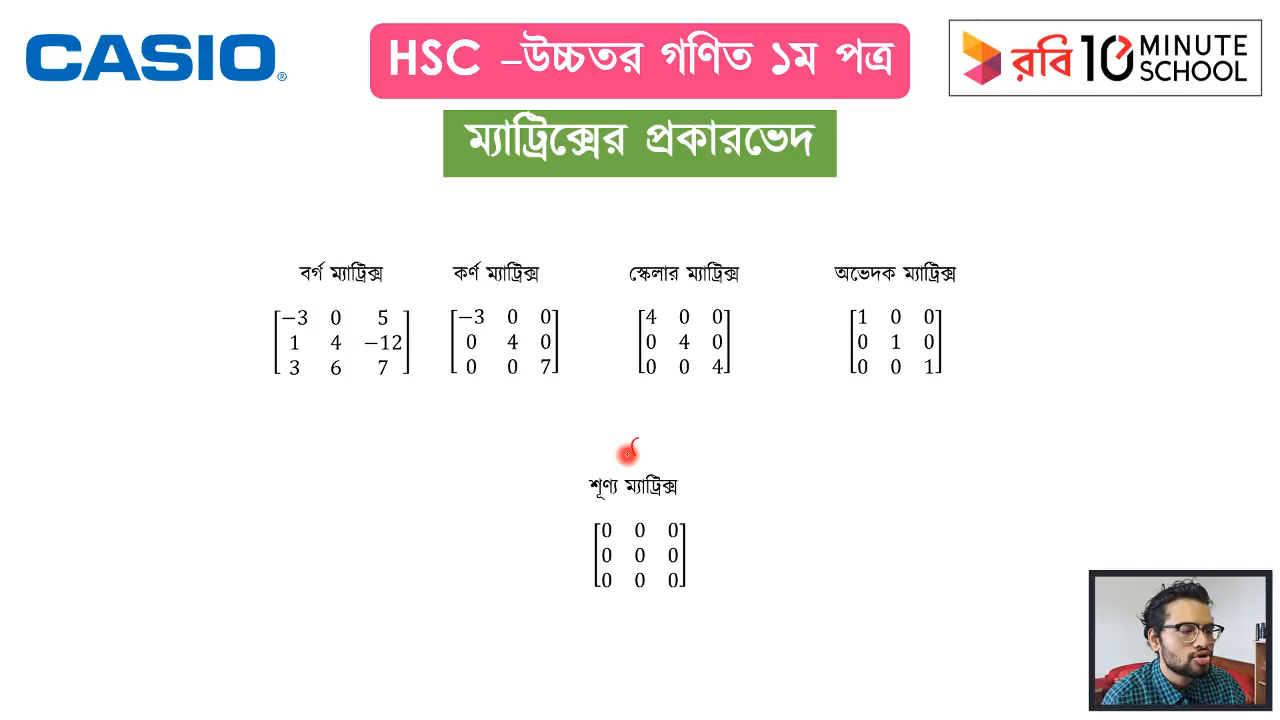 CASIO®
HSC –উচ্চতর গণিত ১ম পত্র
রবি 10 MINUTE SCHOOL
ম্যাট্রিক্সের প্রকারভেদ
বর্গ ম্যাট্রিক্স কর্ণ ম্যাট্রিক্স স্কেলার ম্যাট্রিক্স অভেদক ম্যাট্রিক্স
−3 0 5 −3 0 0 4 0 0 1 0 0
1 4 −12 0 4 0 0 4 0 0 1 0
3 6 7 0 0 7 0 0 4 0 0 1
শূণ্য ম্যাট্রিক্স
0 0 0
0 0 0
0 0 0